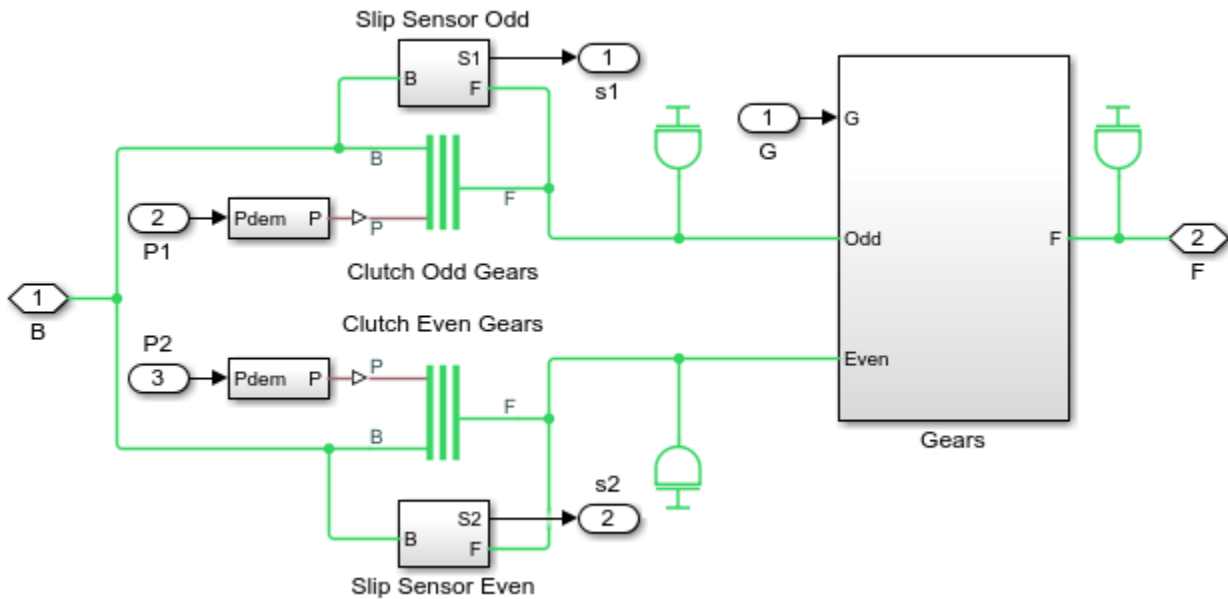 Slip Sensor Odd
B
S1
F
1
s1
B
F
2
P1
Pdem P
P
Clutch Odd Gears
1
G
G
Odd
Even
F
Gears
2
F
1
B
Clutch Even Gears
P2
3
Pdem P
P
B
F
B
S2
F
s2
2
Slip Sensor Even